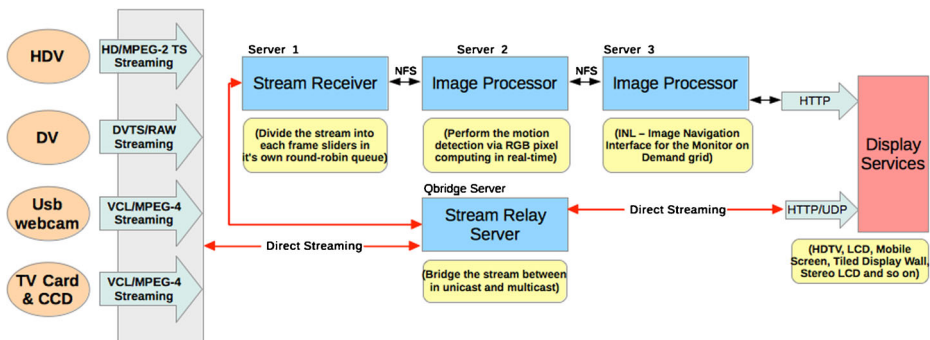 HDV
HD/MPEG-2 TS
Streaming
DV
DVTS/RAW
Streaming
Usb
webcam
VCL/MPEG-4
Streaming
TV Card
& CCD
VCL/MPEG-4
Streaming
Server 1
Stream Receiver
(Divide the stream into
each frame sliders in
it's own round-robin queue)
NFS
Server 2
Image Processor
(Perform the motion
detection via RGB pixel
computing in real-time)
NFS
Server 3
Image Processor
(INL – Image Navigation
Interface for the Monitor on
Demand grid)
HTTP
Display
Services
Qbridge Server
Stream Relay
Server
(Bridge the stream between
in unicast and multicast)
Direct Streaming
Direct Streaming
HTTP/UDP
(HDTV, LCD, Mobile
Screen, Tiled Display Wall,
Stereo LCD and so on)